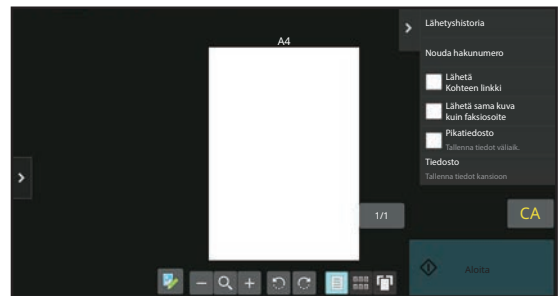 A4
Lähetyshistoria
Nouda hakunumero
Lähetä
Kohteen linkki
Lähetä sama kuva
kuin faksiosoite
Pikatiedosto
Tallenna tiedot väliaik.
Tiedosto
Tallenna tiedot kansioon
1/1
CA
Aloita